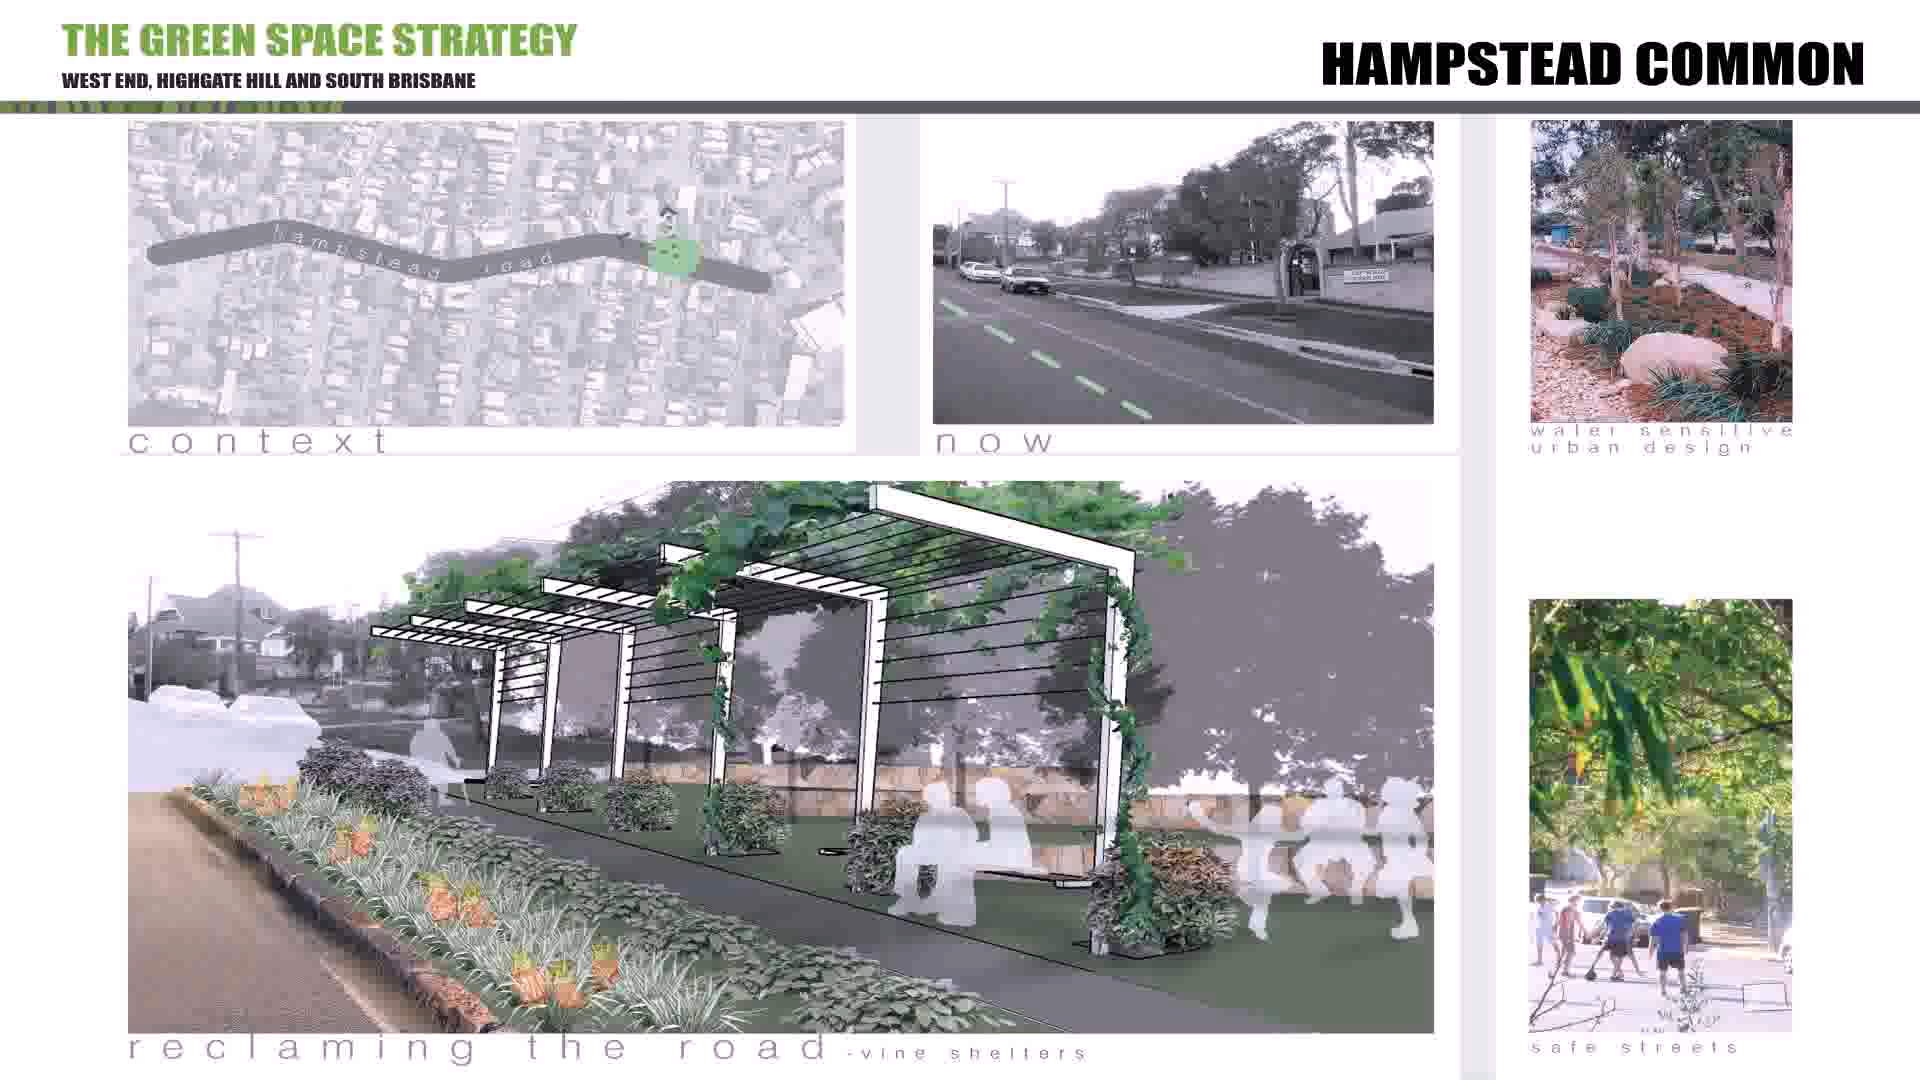 THE GREEN SPACE STRATEGY
WEST END, HIGHGATE HILL AND SOUTH BRISBANE
HAMPSTEAD COMMON
hampstead road
context
now
water sensitive
urban design
reclaming the road -vine shelters
safe streets